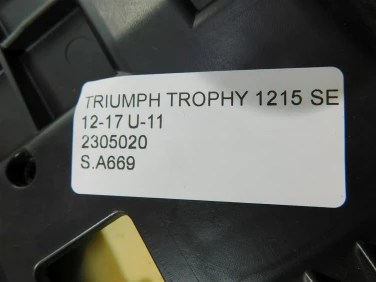 TRIUMPH TROPHY 1215 SE
12-17 U-11
2305020
S.A669